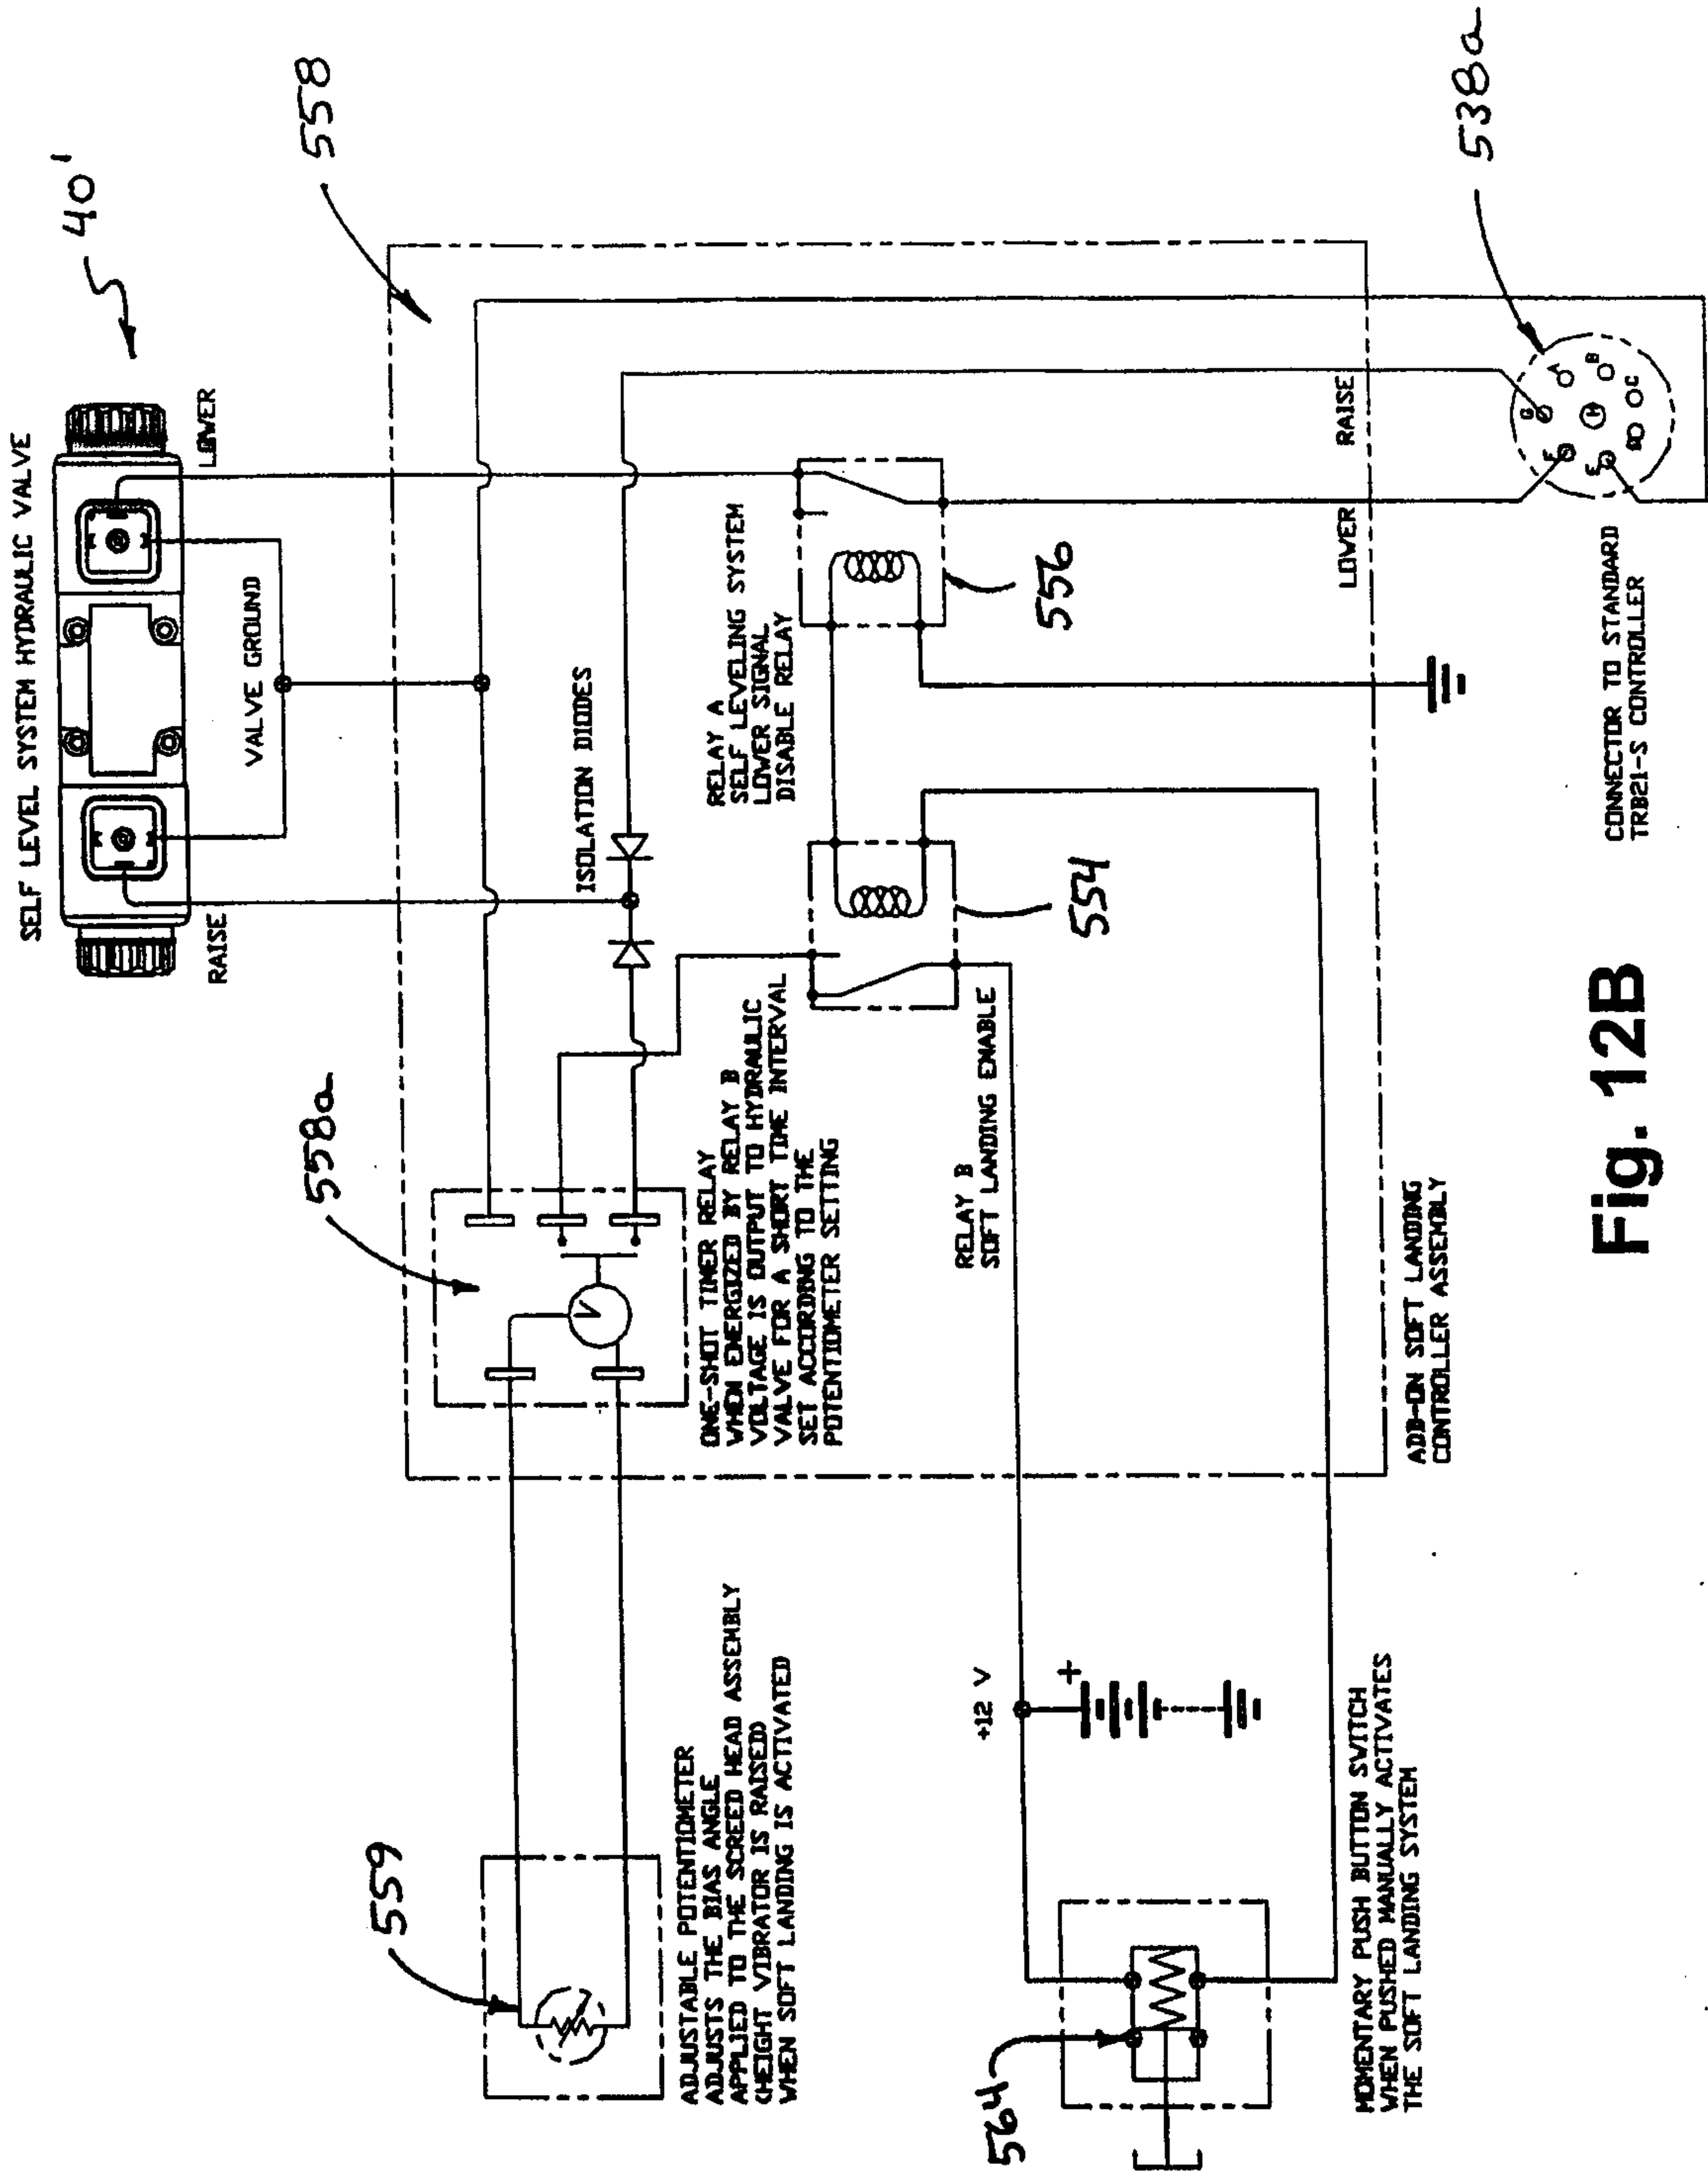 SELF LEVEL SYSTEM HYDRAULIC VALVE
40'
RAISE
LOWER
VALVE GROUND
558
559
ADJUSTABLE POTENTIOMETER
ADJUSTS THE BIAS ANGLE
APPLIED TO THE SCREED HEAD ASSEMBLY
(HEIGHT VIBRATOR IS RAISED)
WHEN SOFT LANDING IS ACTIVATED
558a
ONE-SHOT TIMER RELAY
WHEN ENERGIZED BY RELAY B
VOLTAGE IS OUTPUT TO HYDRAULIC
VALVE FOR A SHORT TIME INTERVAL
SET ACCORDING TO THE
POTENTIOMETER SETTING
ISOLATION DIODES
RELAY A
SELF LEVELING SYSTEM
LOWER SIGNAL
DISABLE RELAY
556
554
RELAY B
SOFT LANDING ENABLE
+12 V
+
564
MOMENTARY PUSH BUTTON SWITCH
WHEN PUSHED MANUALLY ACTIVATES
THE SOFT LANDING SYSTEM
ADD-ON SOFT LANDING
CONTROLLER ASSEMBLY
LOWER
RAISE
538a
G
A
F
H
B
E
D
C
CONNECTOR TO STANDARD
TRB21-S CONTROLLER
Fig. 12B